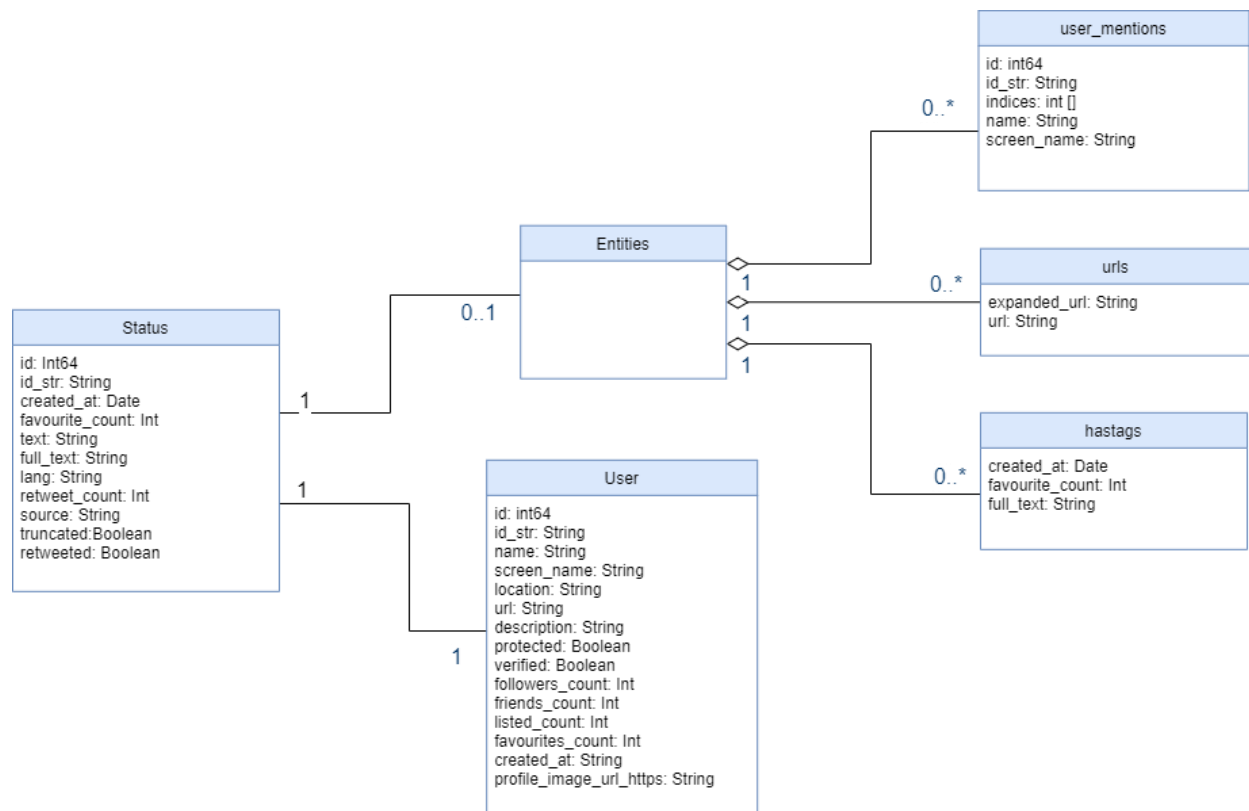 user_mentions
id: int64
id_str: String
indices: int []
name: String
screen_name: String
0..*
Entities
1
urls
expanded_url: String
url: String
0..*
1
1
0..1
Status
id: Int64
id_str: String
created_at: Date
favourite_count: Int
text: String
full_text: String
lang: String
retweet_count: Int
source: String
truncated:Boolean
retweeted: Boolean
1
1
hastags
created_at: Date
favourite_count: Int
full_text: String
0..*
User
id: int64
id_str: String
name: String
screen_name: String
location: String
url: String
description: String
protected: Boolean
verified: Boolean
followers_count: Int
friends_count: Int
listed_count: Int
favourites_count: Int
created_at: String
profile_image_url_https: String
1